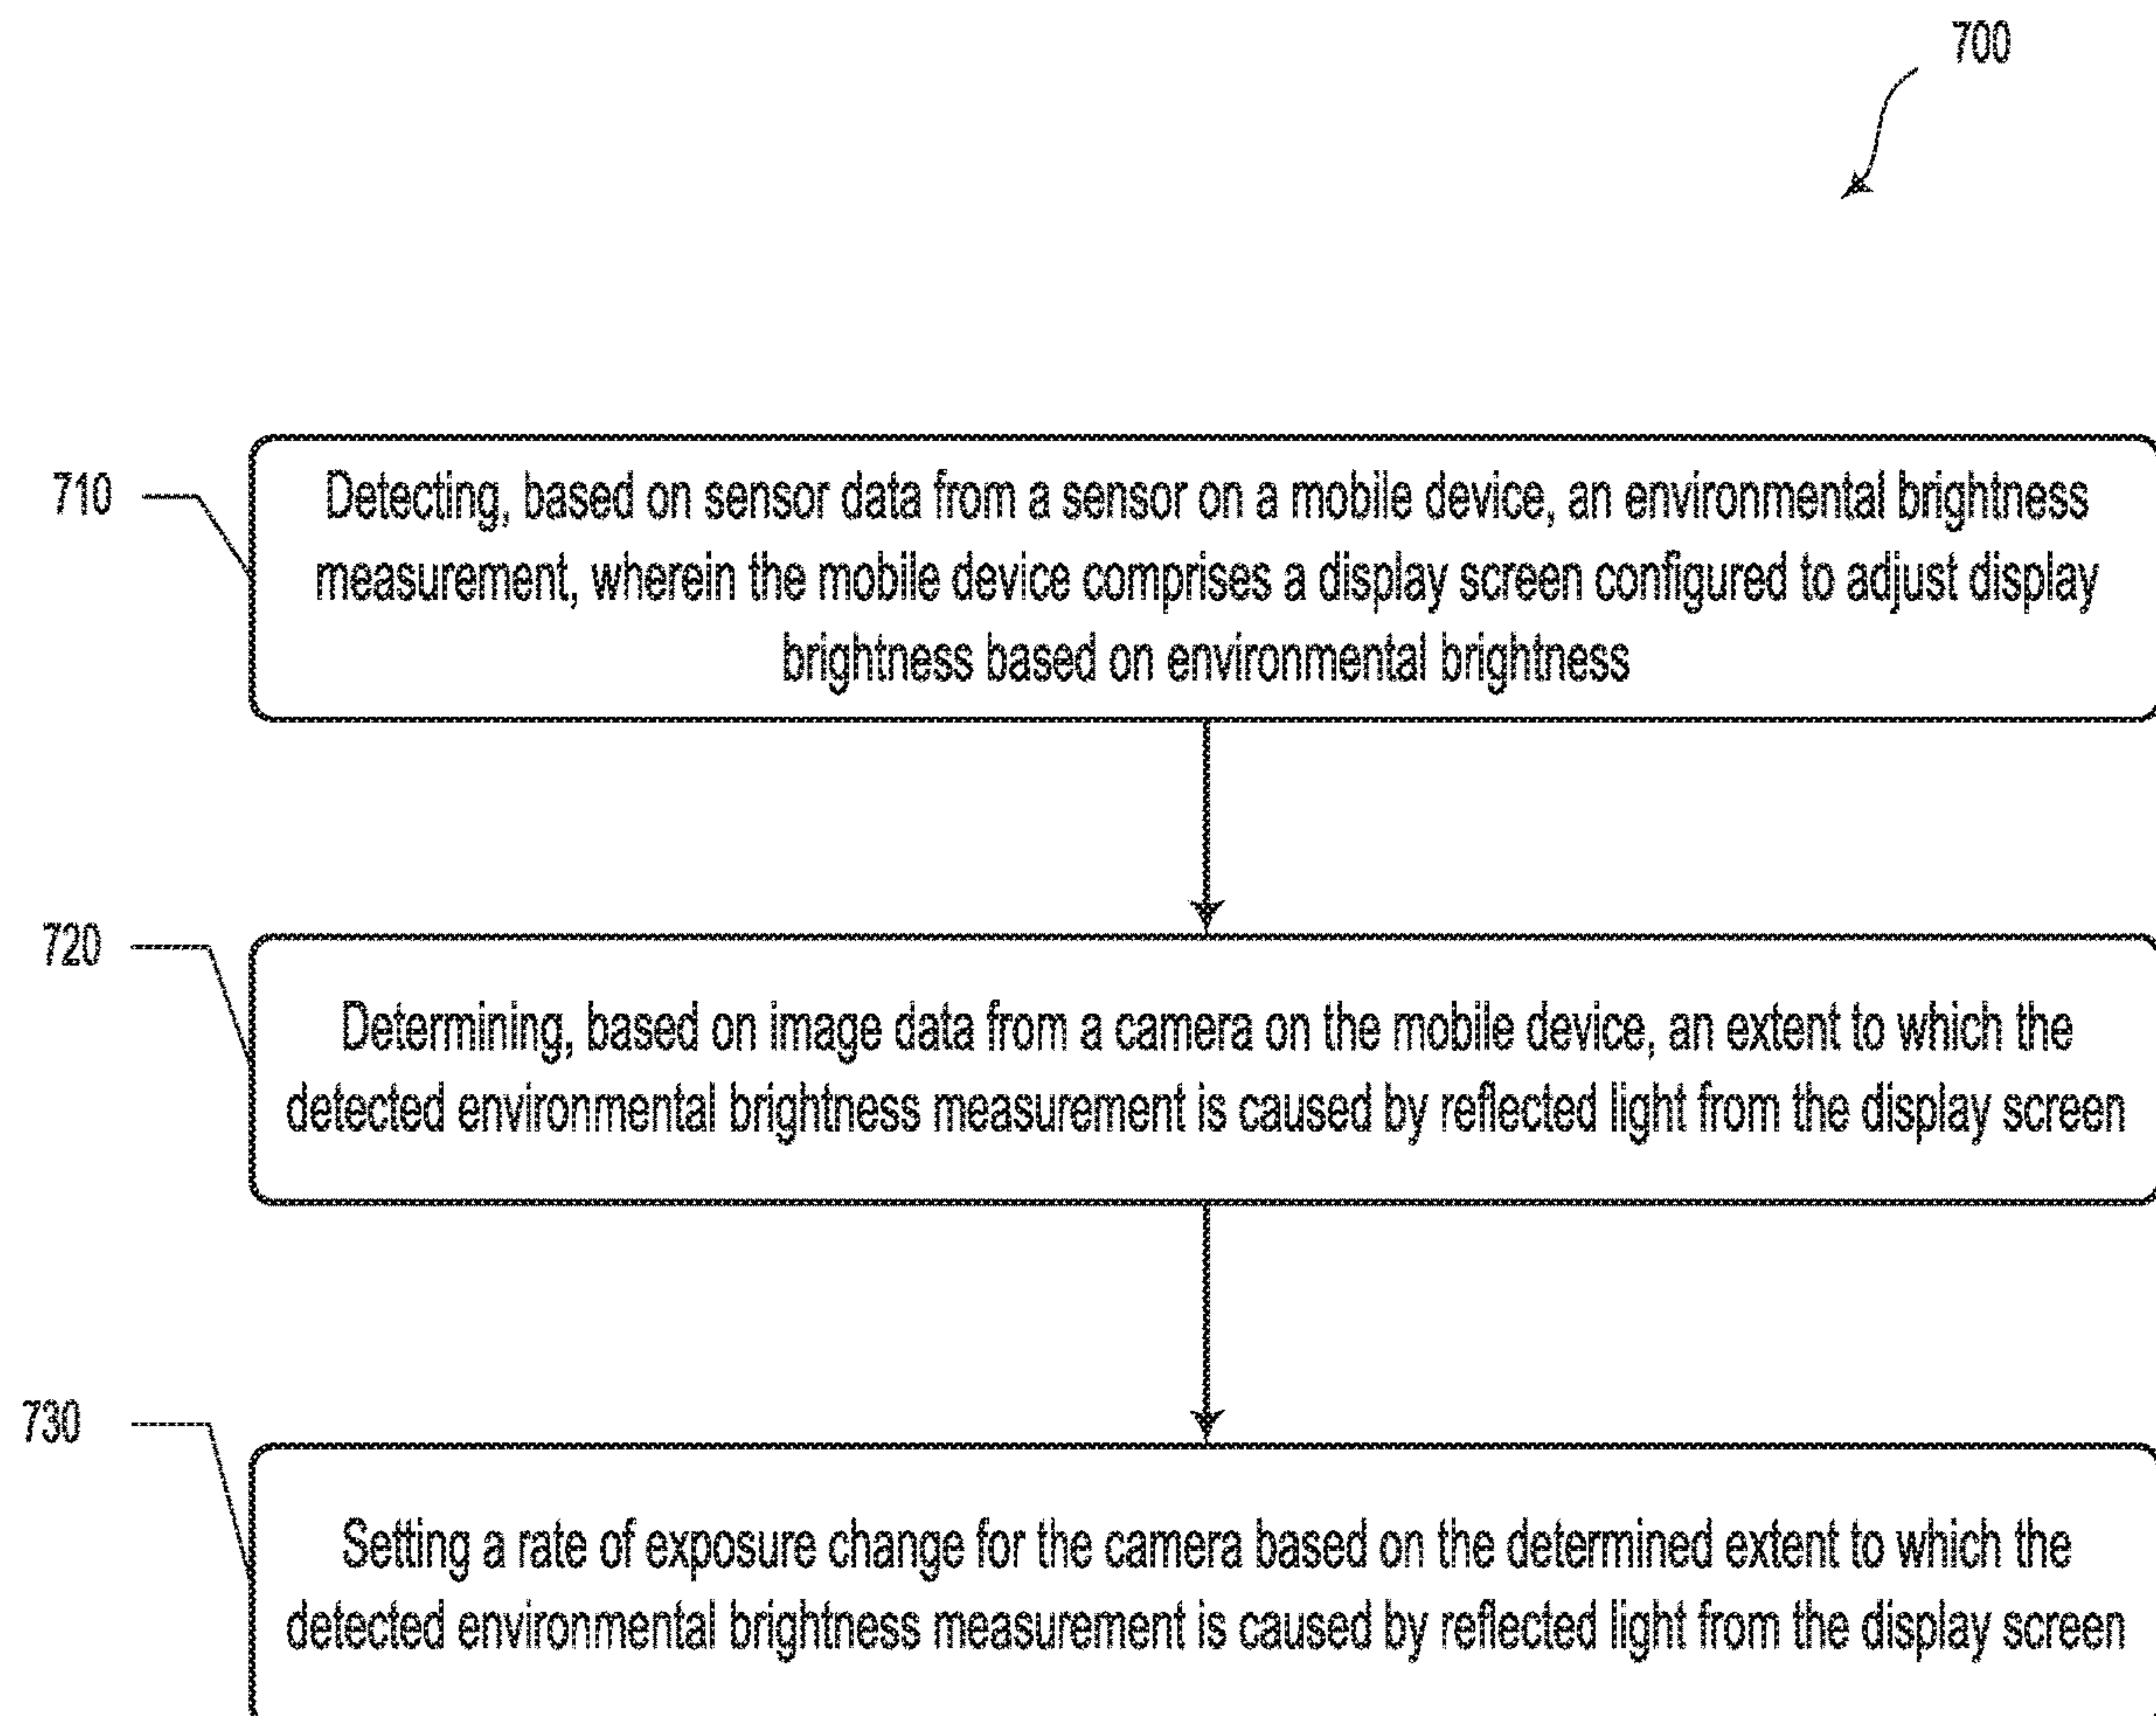 700
710
Detecting, based on sensor data from a sensor on a mobile device, an environmental brightness
measurement, wherein the mobile device comprises a display screen configured to adjust display
brightness based on environmental brightness
720
Determining, based on image data from a camera on the mobile device, an extent to which the
detected environmental brightness measurement is caused by reflected light from the display screen
730
Setting a rate of exposure change for the camera based on the determined extent to which the
detected environmental brightness measurement is caused by reflected light from the display screen